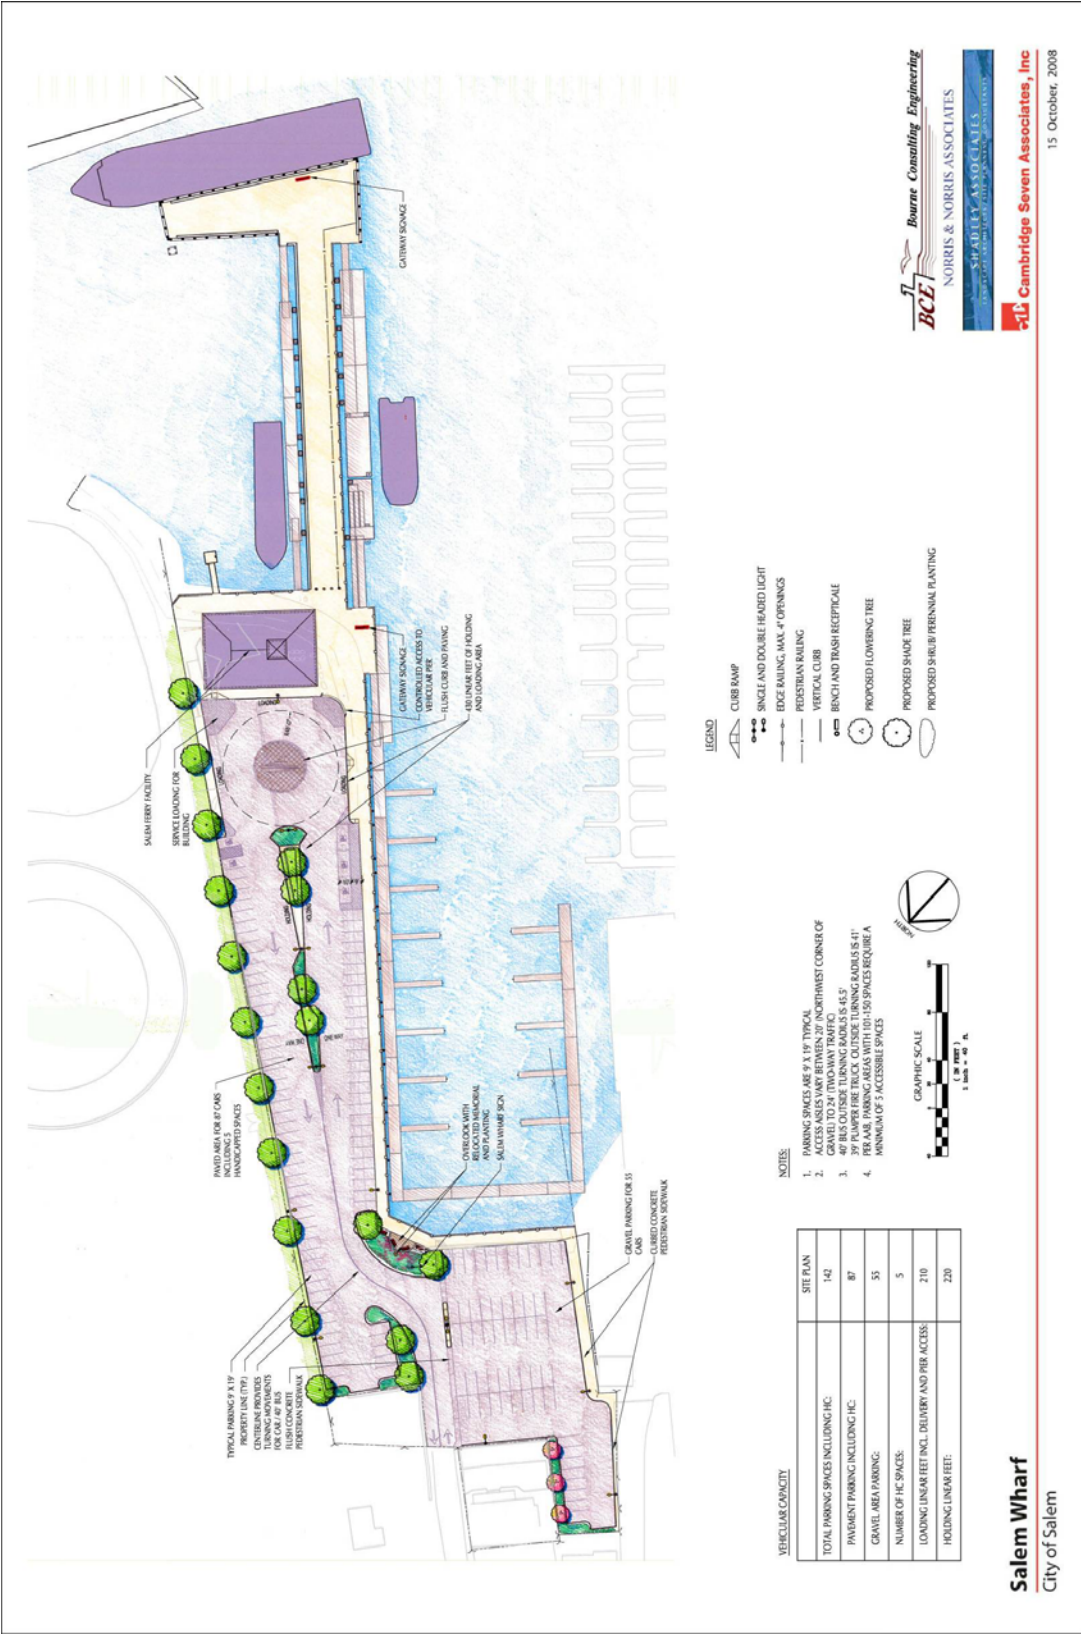 SALEM FERRY FACILITY
SERVICE LOADING FOR
BUILDING
PAVED AREA FOR 87 CARS
INCLUDING 5
HANDICAPPED SPACES
TYPICAL PARKING 9' X 19'
PROPERTY LINE (TYP.)
CENTERLINE PROVIDES
TURNING MOVEMENTS
FOR CAR / 40' BUS
FLUSH CONCRETE
PEDESTRIAN SIDEWALK
LOADING
LOADING
LOADING
HOLDING
HOLDING
ONE WAY
GATEWAY SIGNAGE
GATEWAY SIGNAGE
CONTROLLED ACCESS TO
VEHICULAR PIER
FLUSH CURB AND PAVING
430 LINEAR FEET OF HOLDING
AND LOADING AREA
OVERLOOK WITH
RELOCATED MEMORIAL
AND PLANTING
SALEM WHARF SIGN
GRAVEL PARKING FOR 55
CARS
CURBED CONCRETE
PEDESTRIAN SIDEWALK
VEHICULAR CAPACITY
SITE PLAN
TOTAL PARKING SPACES INCLUDING HC: 142
PAVEMENT PARKING INCLUDING HC: 87
GRAVEL AREA PARKING: 55
NUMBER OF HC SPACES: 5
LOADING LINEAR FEET INCL. DELIVERY AND PIER ACCESS: 210
HOLDING LINEAR FEET: 220
NOTES:
1. PARKING SPACES ARE 9' X 19' TYPICAL
2. ACCESS AISLES VARY BETWEEN 20' (NORTHWEST CORNER OF
GRAVEL) TO 24' (TWO-WAY TRAFFIC)
3. 40' BUS OUTSIDE TURNING RADIUS IS 45.5'
39' PUMPER FIRE TRUCK OUTSIDE TURNING RADIUS IS 41'
4. PER AAB, PARKING AREAS WITH 101-150 SPACES REQUIRE A
MINIMUM OF 5 ACCESSIBLE SPACES
GRAPHIC SCALE
( IN FEET )
1 inch = 40 ft.
NORTH
LEGEND
CURB RAMP
SINGLE AND DOUBLE HEADED LIGHT
EDGE RAILING, MAX. 4" OPENINGS
PEDESTRIAN RAILING
VERTICAL CURB
BENCH AND TRASH RECEPTICALE
PROPOSED FLOWERING TREE
PROPOSED SHADE TREE
PROPOSED SHRUB/ PERENNIAL PLANTING
BCE Bourne Consulting Engineering
NORRIS & NORRIS ASSOCIATES
SHADLEY ASSOCIATES
Cambridge Seven Associates, Inc
Salem Wharf
City of Salem
15 October, 2008